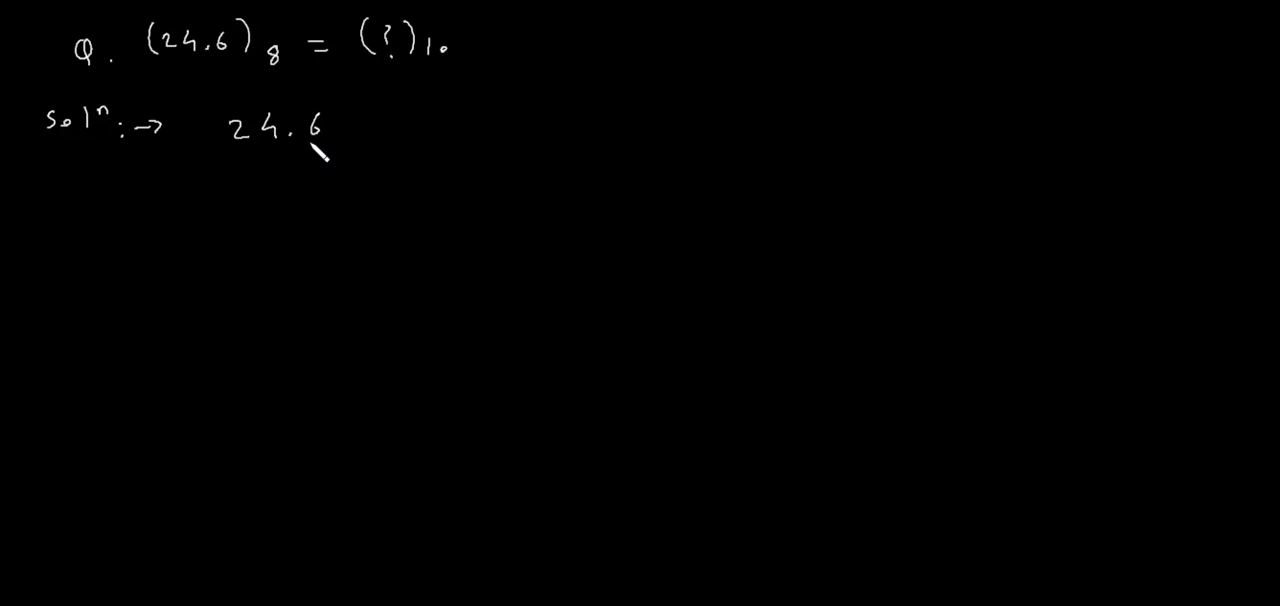 Q. (24.6)₈ = (?)₁₀
Solⁿ:→ 24.6